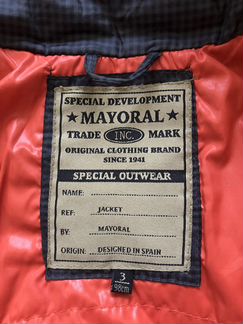 SPECIAL DEVELOPMENT
★ MAYORAL ★
TRADE INC. MARK
ORIGINAL CLOTHING BRAND
SINCE 1941
SPECIAL OUTWEAR
NAME:
REF: JACKET
BY: MAYORAL
ORIGIN: DESIGNED IN SPAIN
3
98cm